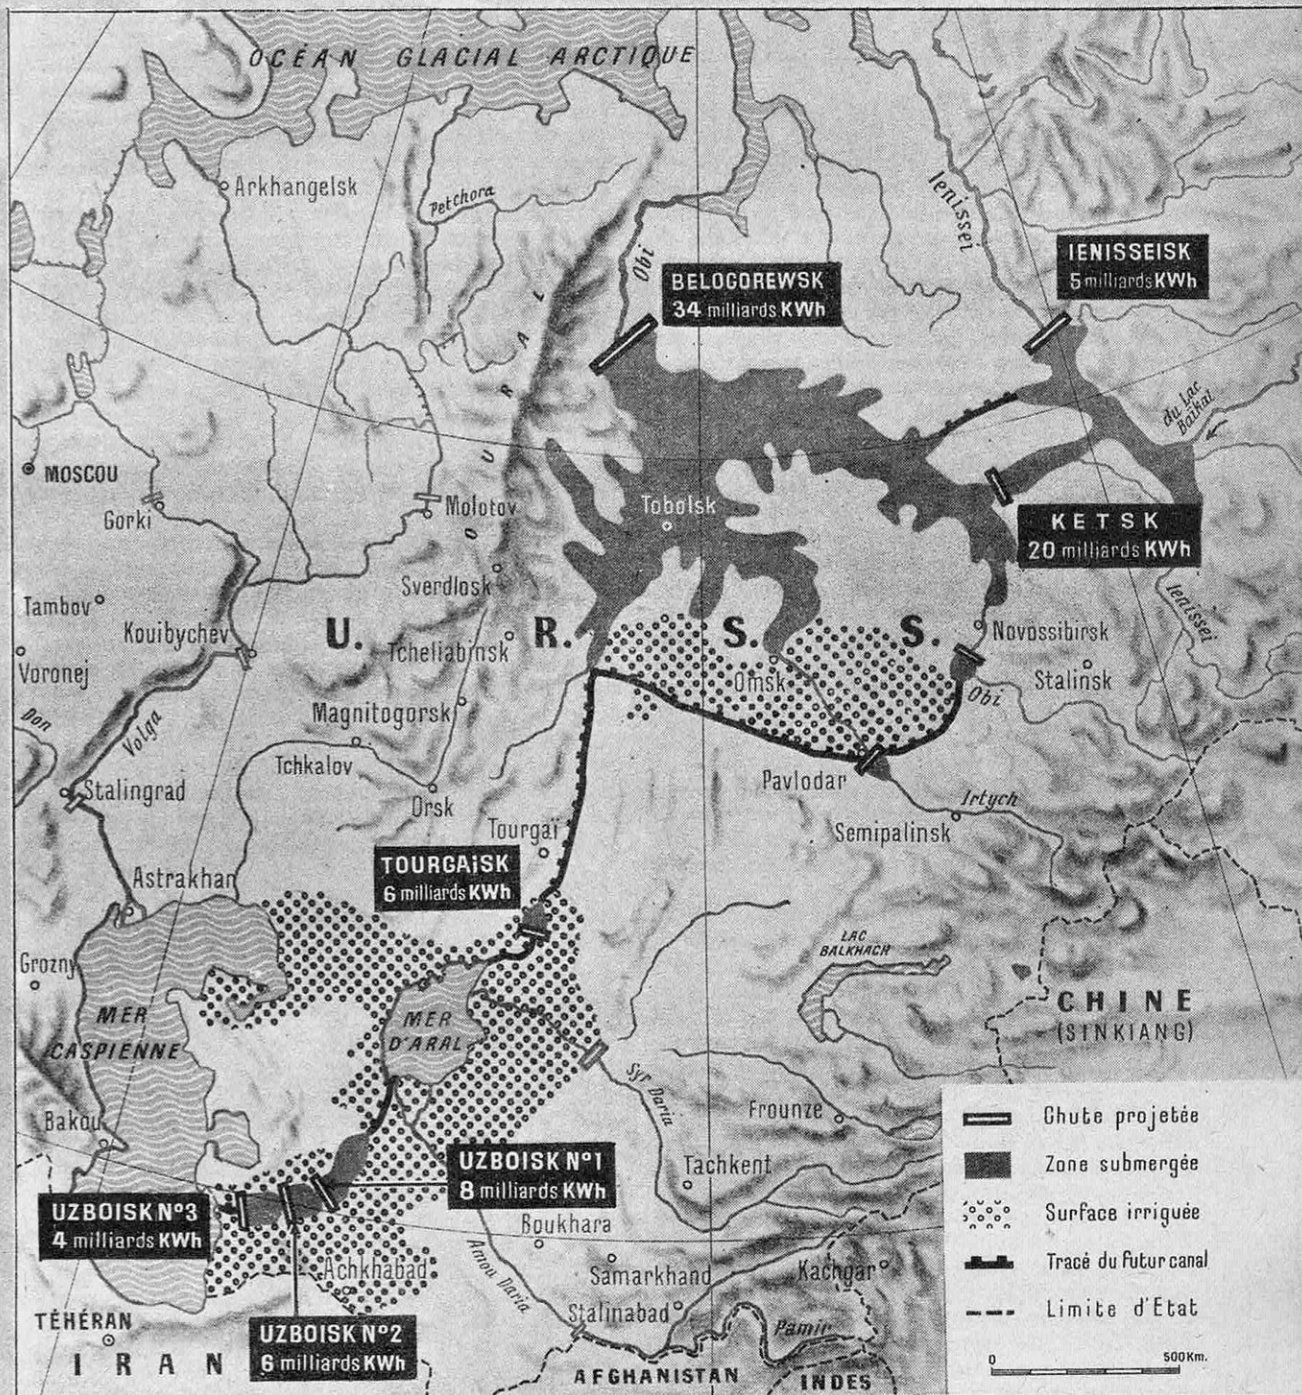 OCÉAN GLACIAL ARCTIQUE
Arkhangelsk
Petchora
Obi
Ienisseï
IENISSEISK
5 milliards KWh
BELOGOREWSK
34 milliards KWh
OURAL
du Lac
Baïkal
MOSCOU
Gorki
Molotov
Tobolsk
KETSK
20 milliards KWh
Sverdlosk
Tambov
Kouibychev
U. R. S. S.
Ienisseï
Novossibirsk
Voronej
Tcheliabinsk
Omsk
Stalinsk
Obi
Magnitogorsk
Don
Volga
Tchkalov
Pavlodar
Stalingrad
Orsk
Irtych
Tourgaï
Semipalinsk
TOURGAÏSK
6 milliards KWh
Astrakhan
LAC
BALKHACH
Grozny
CHINE
(SINKIANG)
MER
CASPIENNE
MER
D'ARAL
Syr Daria
Frounze
Bakou
UZBOISK N°1
8 milliards KWh
Tachkent
UZBOISK N°3
4 milliards KWh
Boukhara
Amou Daria
Achkhabad
Samarkhand
Kachgar
Stalinabad
TÉHÉRAN
UZBOISK N°2
6 milliards KWh
Pamir
IRAN
AFGHANISTAN
INDES
Chute projetée
Zone submergée
Surface irriguée
Tracé du futur canal
Limite d'Etat
0 500 Km.